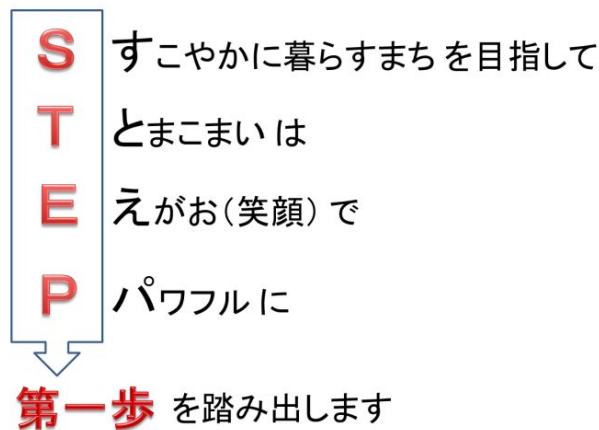 S すこやかに暮らすまち を目指して
T とまこまい は
E えがお（笑顔） で
P パワフル に
第一歩 を踏み出します